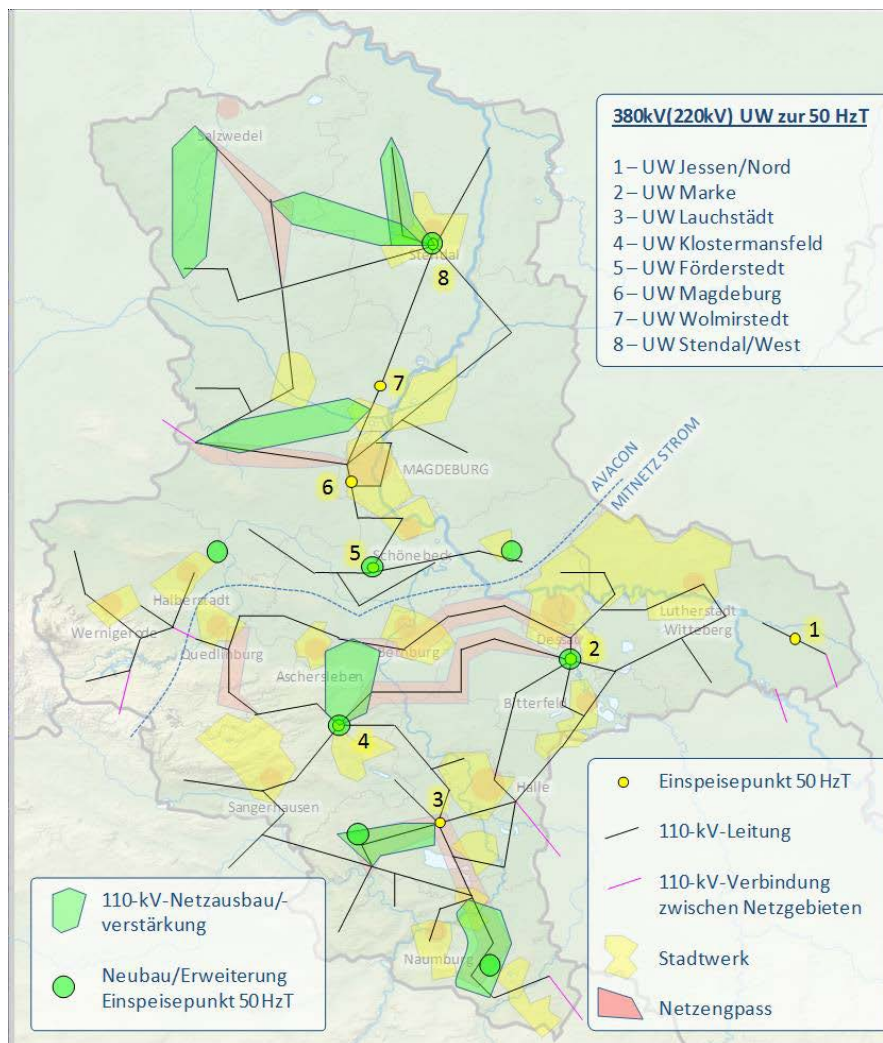 380kV(220kV) UW zur 50 HzT
1 – UW Jessen/Nord
2 – UW Marke
3 – UW Lauchstädt
4 – UW Klostermansfeld
5 – UW Förderstedt
6 – UW Magdeburg
7 – UW Wolmirstedt
8 – UW Stendal/West
Salzwedel
Stendal
8
7
MAGDEBURG
6
AVACON
MITNETZ STROM
5
Schönebeck
Halberstadt
Wernigerode
Quedlinburg
Aschersleben
Bernburg
Dessau
Lutherstadt
Witteberg
1
2
Bitterfeld
4
Sangerhausen
Halle
3
Naumburg
110-kV-Netzausbau/-
verstärkung
Neubau/Erweiterung
Einspeisepunkt 50 HzT
Einspeisepunkt 50 HzT
110-kV-Leitung
110-kV-Verbindung
zwischen Netzgebieten
Stadtwerk
Netzengpass